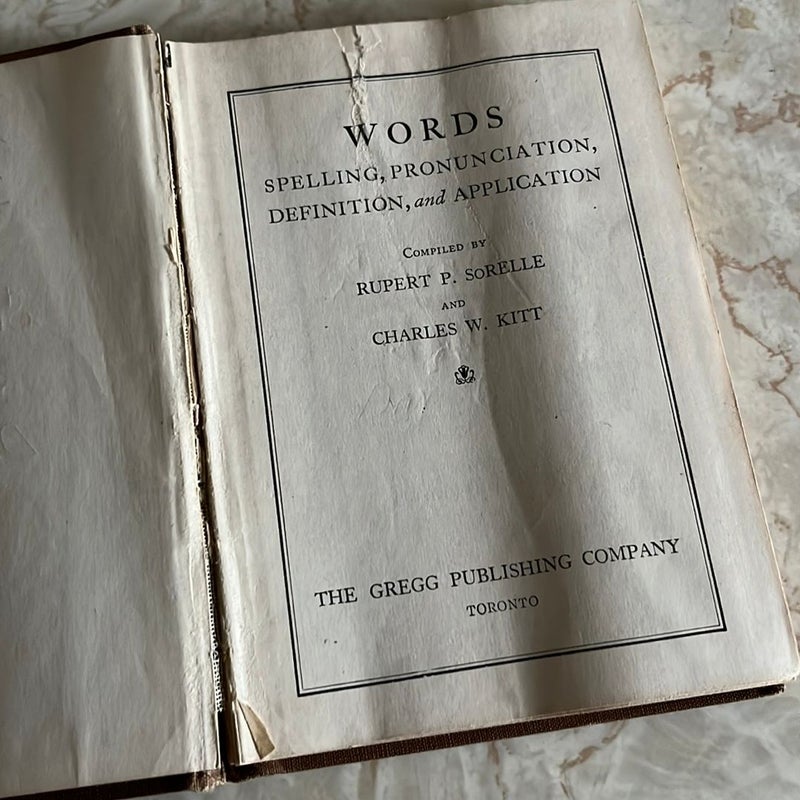 WORDS
SPELLING, PRONUNCIATION,
DEFINITION, and APPLICATION
COMPILED BY
RUPERT P. SoRELLE
AND
CHARLES W. KITT
THE GREGG PUBLISHING COMPANY
TORONTO